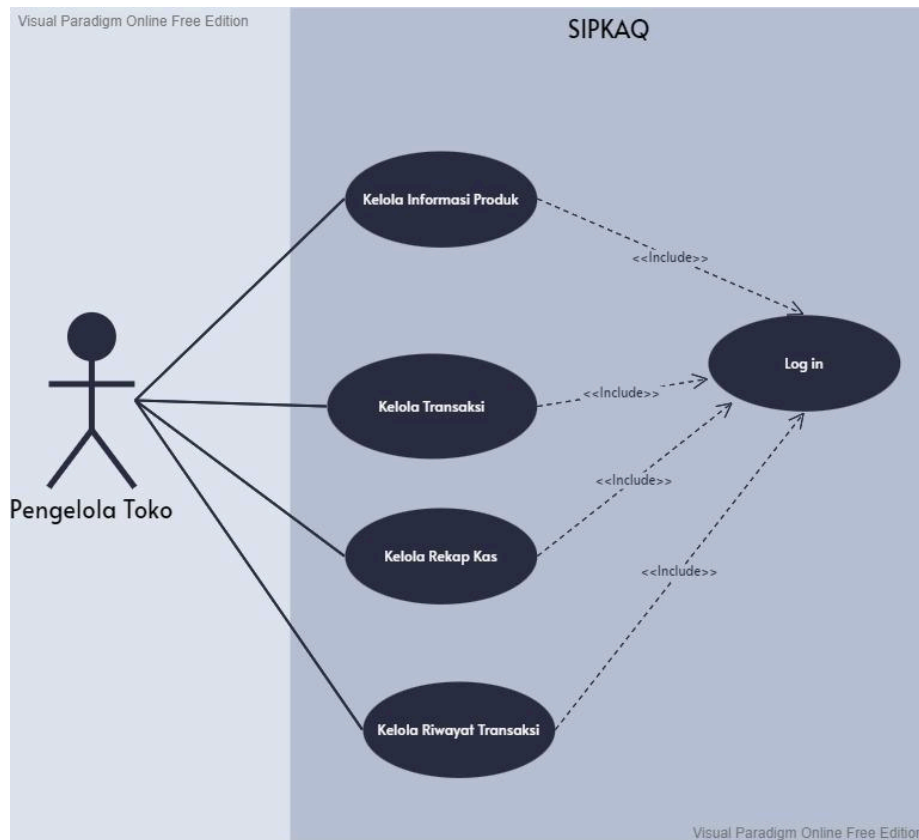 Visual Paradigm Online Free Edition
SIPKAQ
Kelola Informasi Produk
<<Include>>
Log in
Kelola Transaksi
<<Include>>
<<Include>>
Pengelola Toko
Kelola Rekap Kas
<<Include>>
Kelola Riwayat Transaksi
Visual Paradigm Online Free Edition